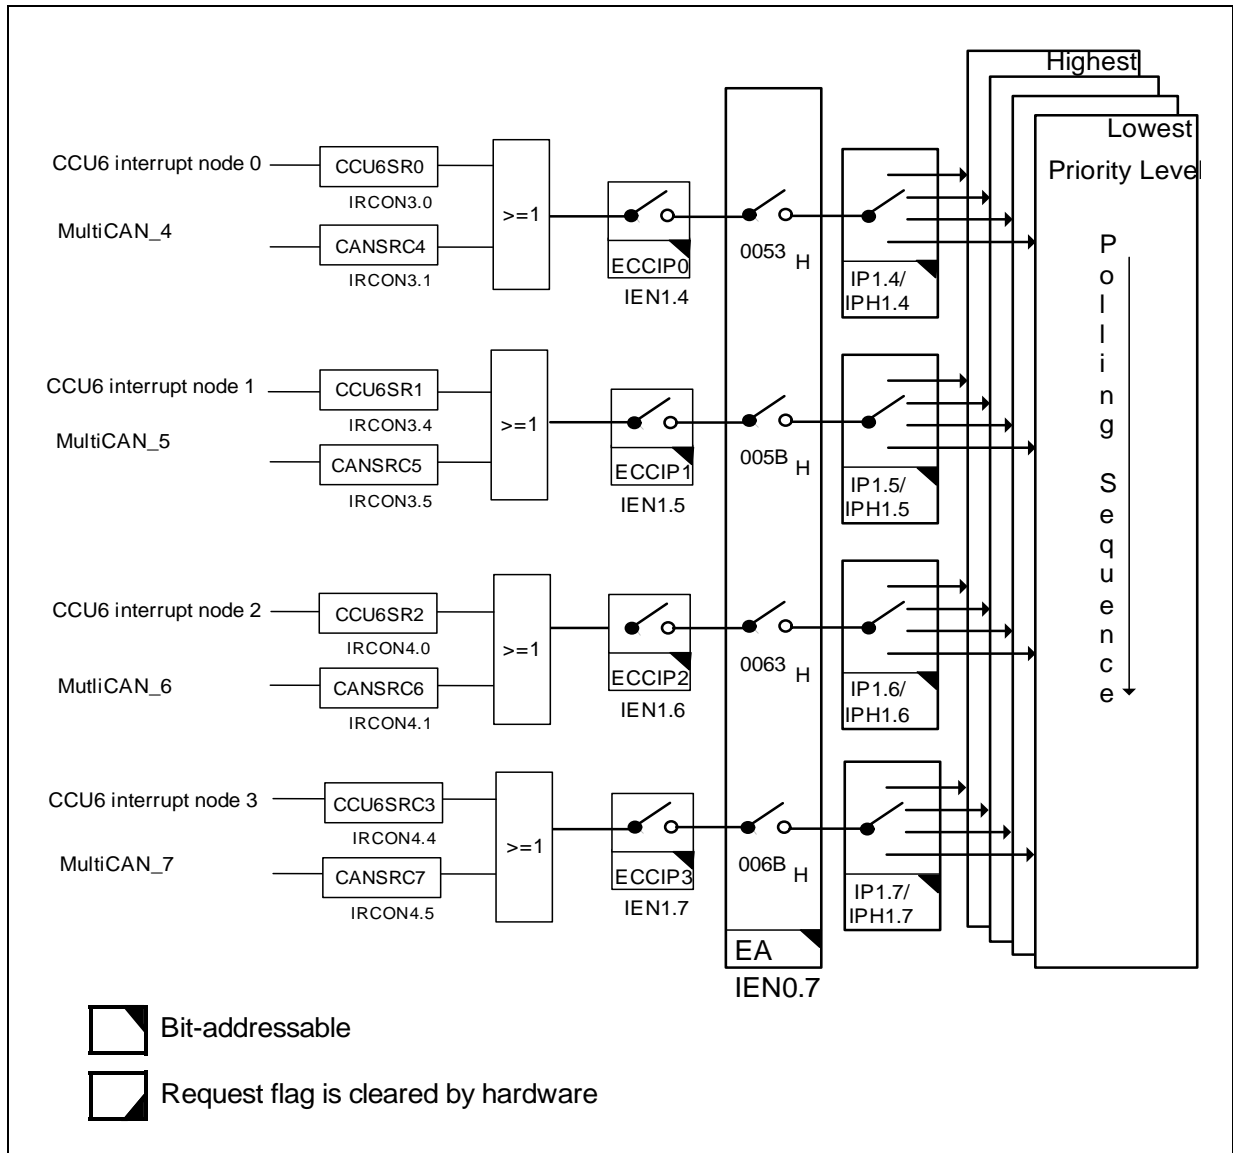 Highest
Lowest
Priority Level
CCU6 interrupt node 0
CCU6SR0
IRCON3.0
MultiCAN_4
CANSRC4
IRCON3.1
>=1
ECCIP0
IEN1.4
0053 H
IP1.4/
IPH1.4
CCU6 interrupt node 1
CCU6SR1
IRCON3.4
MultiCAN_5
CANSRC5
IRCON3.5
>=1
ECCIP1
IEN1.5
005B H
IP1.5/
IPH1.5
CCU6 interrupt node 2
CCU6SR2
IRCON4.0
MutliCAN_6
CANSRC6
IRCON4.1
>=1
ECCIP2
IEN1.6
0063 H
IP1.6/
IPH1.6
CCU6 interrupt node 3
CCU6SRC3
IRCON4.4
MultiCAN_7
CANSRC7
IRCON4.5
>=1
ECCIP3
IEN1.7
006B H
IP1.7/
IPH1.7
EA
IEN0.7
Polling Sequence
Bit-addressable
Request flag is cleared by hardware